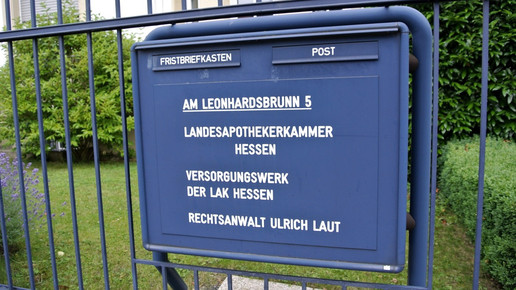 FRISTBRIEFKASTEN POST
AM LEONHARDSBRUNN 5
LANDESAPOTHEKERKAMMER
HESSEN
VERSORGUNGSWERK
DER LAK HESSEN
RECHTSANWALT ULRICH LAUT